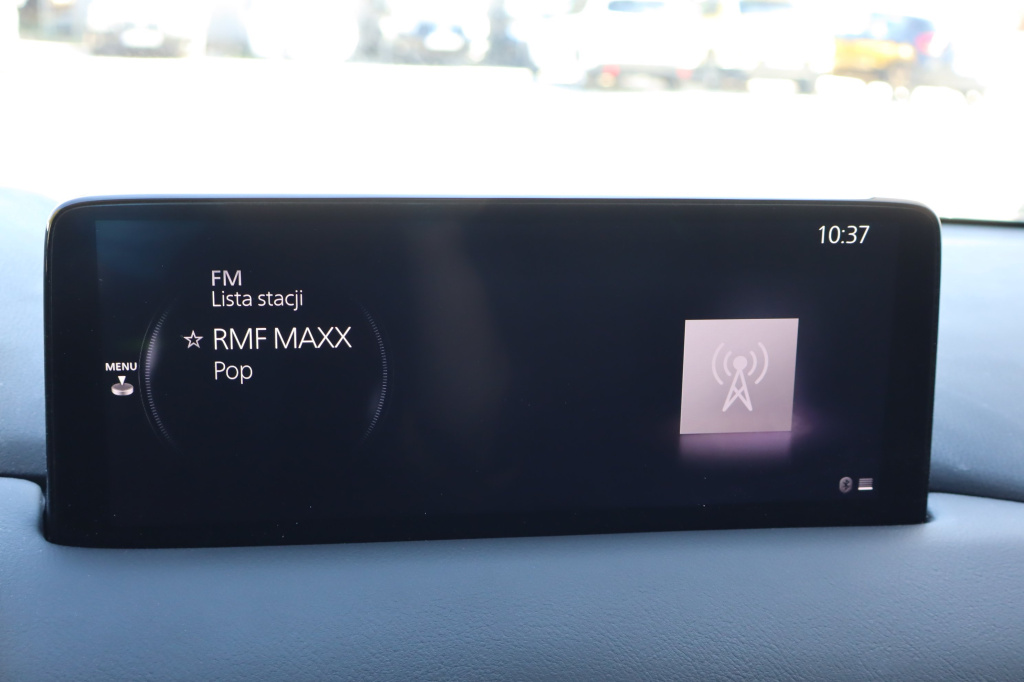 10:37
FM
Lista stacji
☆ RMF MAXX
Pop
MENU